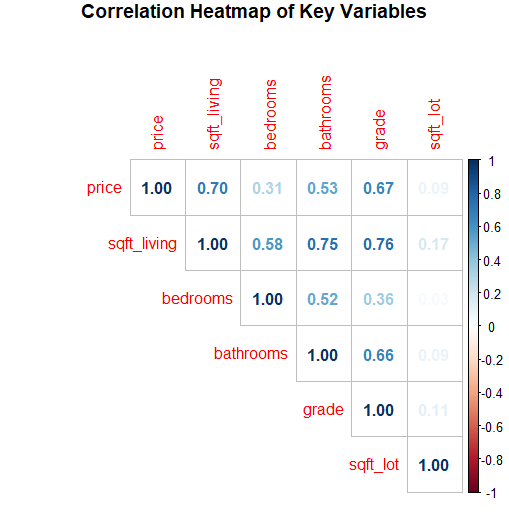 Correlation Heatmap of Key Variables
price sqft_living bedrooms bathrooms grade sqft_lot
price 1.00 0.70 0.31 0.53 0.67 0.09
sqft_living 1.00 0.58 0.75 0.76 0.17
bedrooms 1.00 0.52 0.36 0.03
bathrooms 1.00 0.66 0.09
grade 1.00 0.11
sqft_lot 1.00
1
0.8
0.6
0.4
0.2
0
-0.2
-0.4
-0.6
-0.8
-1